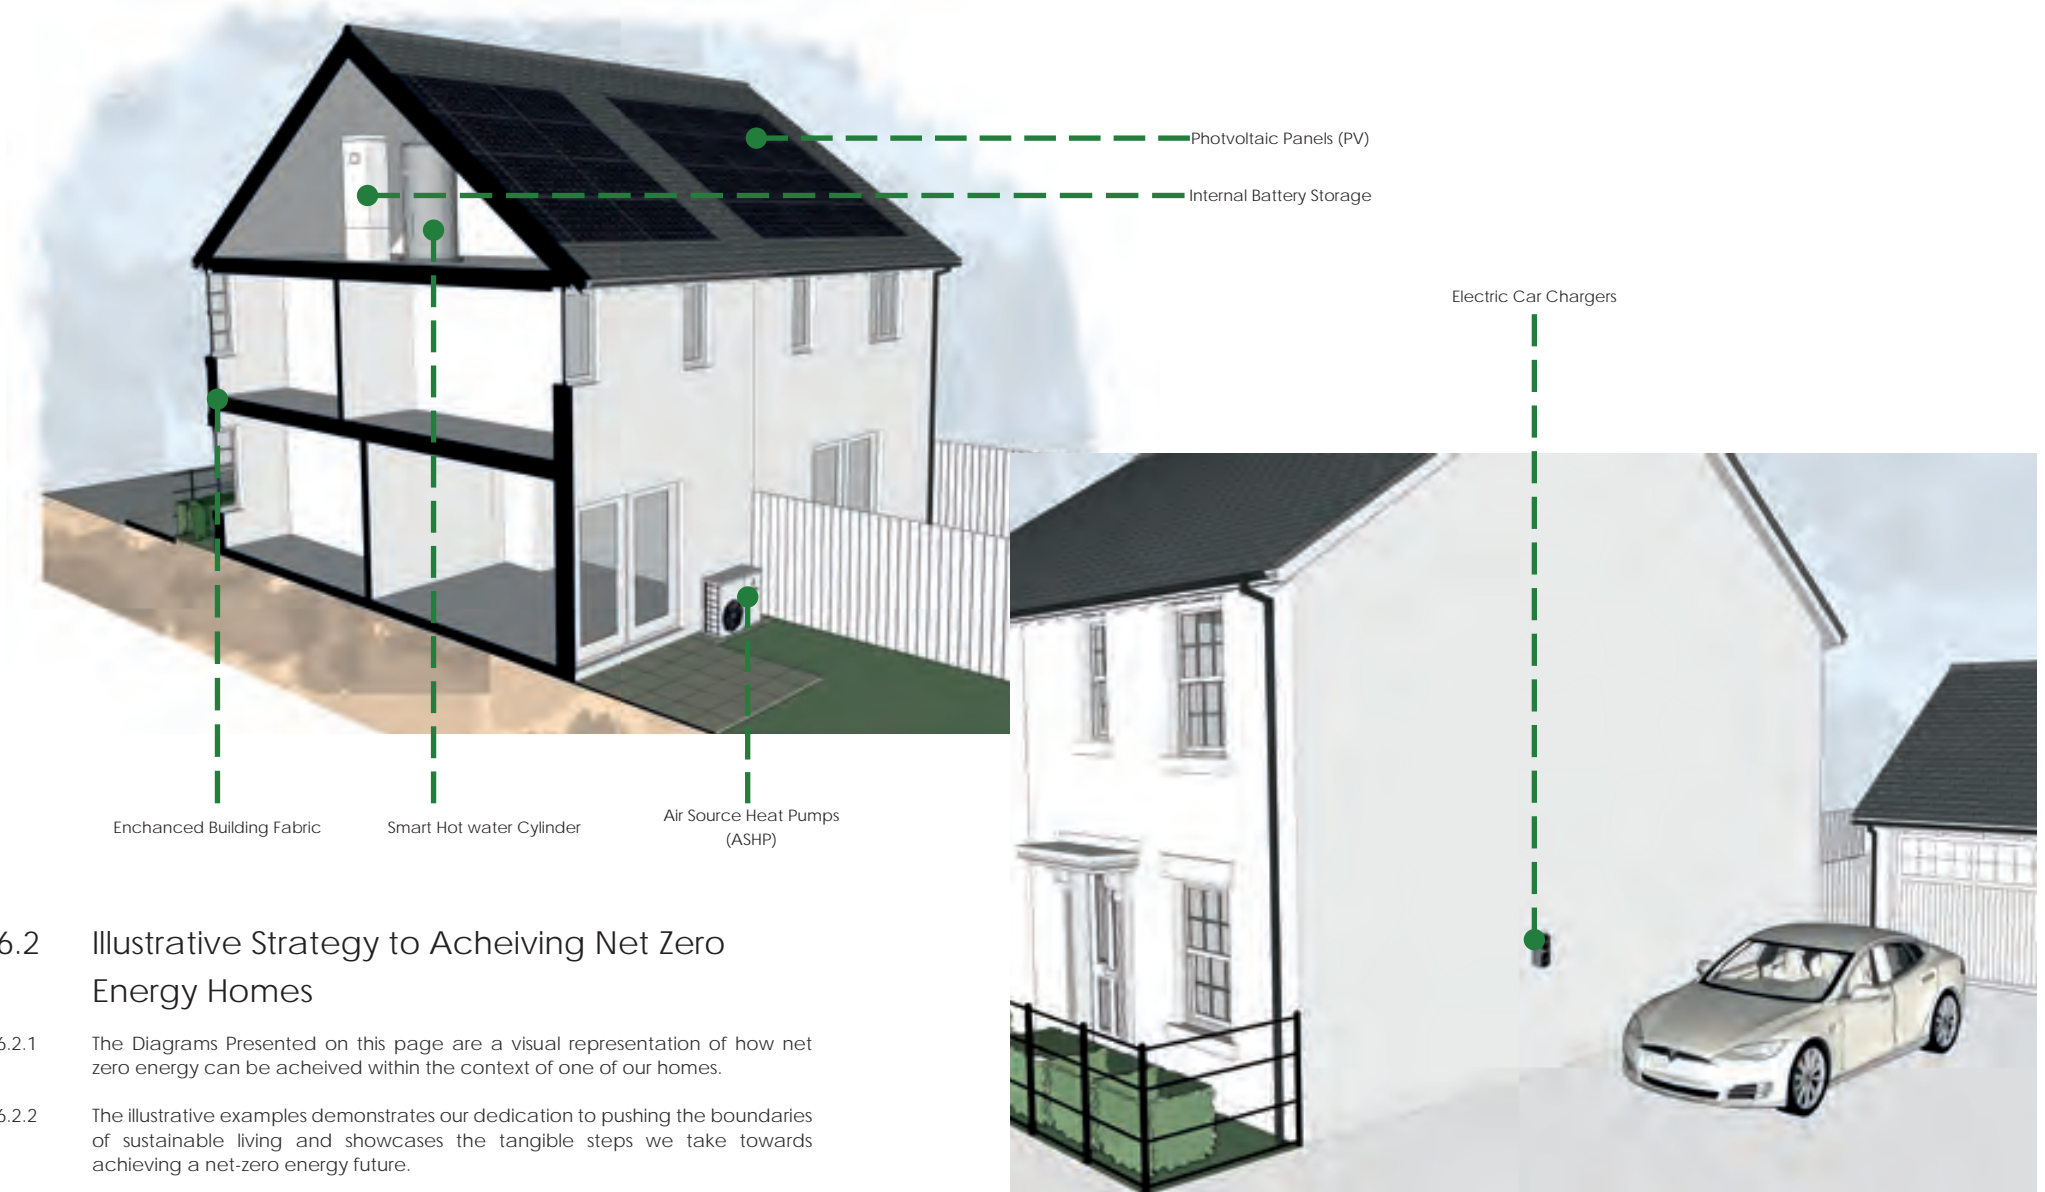 Photvoltaic Panels (PV)
Internal Battery Storage
Electric Car Chargers
Enchanced Building Fabric
Smart Hot water Cylinder
Air Source Heat Pumps
(ASHP)
6.2 Illustrative Strategy to Acheiving Net Zero
Energy Homes
6.2.1 The Diagrams Presented on this page are a visual representation of how net
zero energy can be acheived within the context of one of our homes.
6.2.2 The illustrative examples demonstrates our dedication to pushing the boundaries
of sustainable living and showcases the tangible steps we take towards
achieving a net-zero energy future.